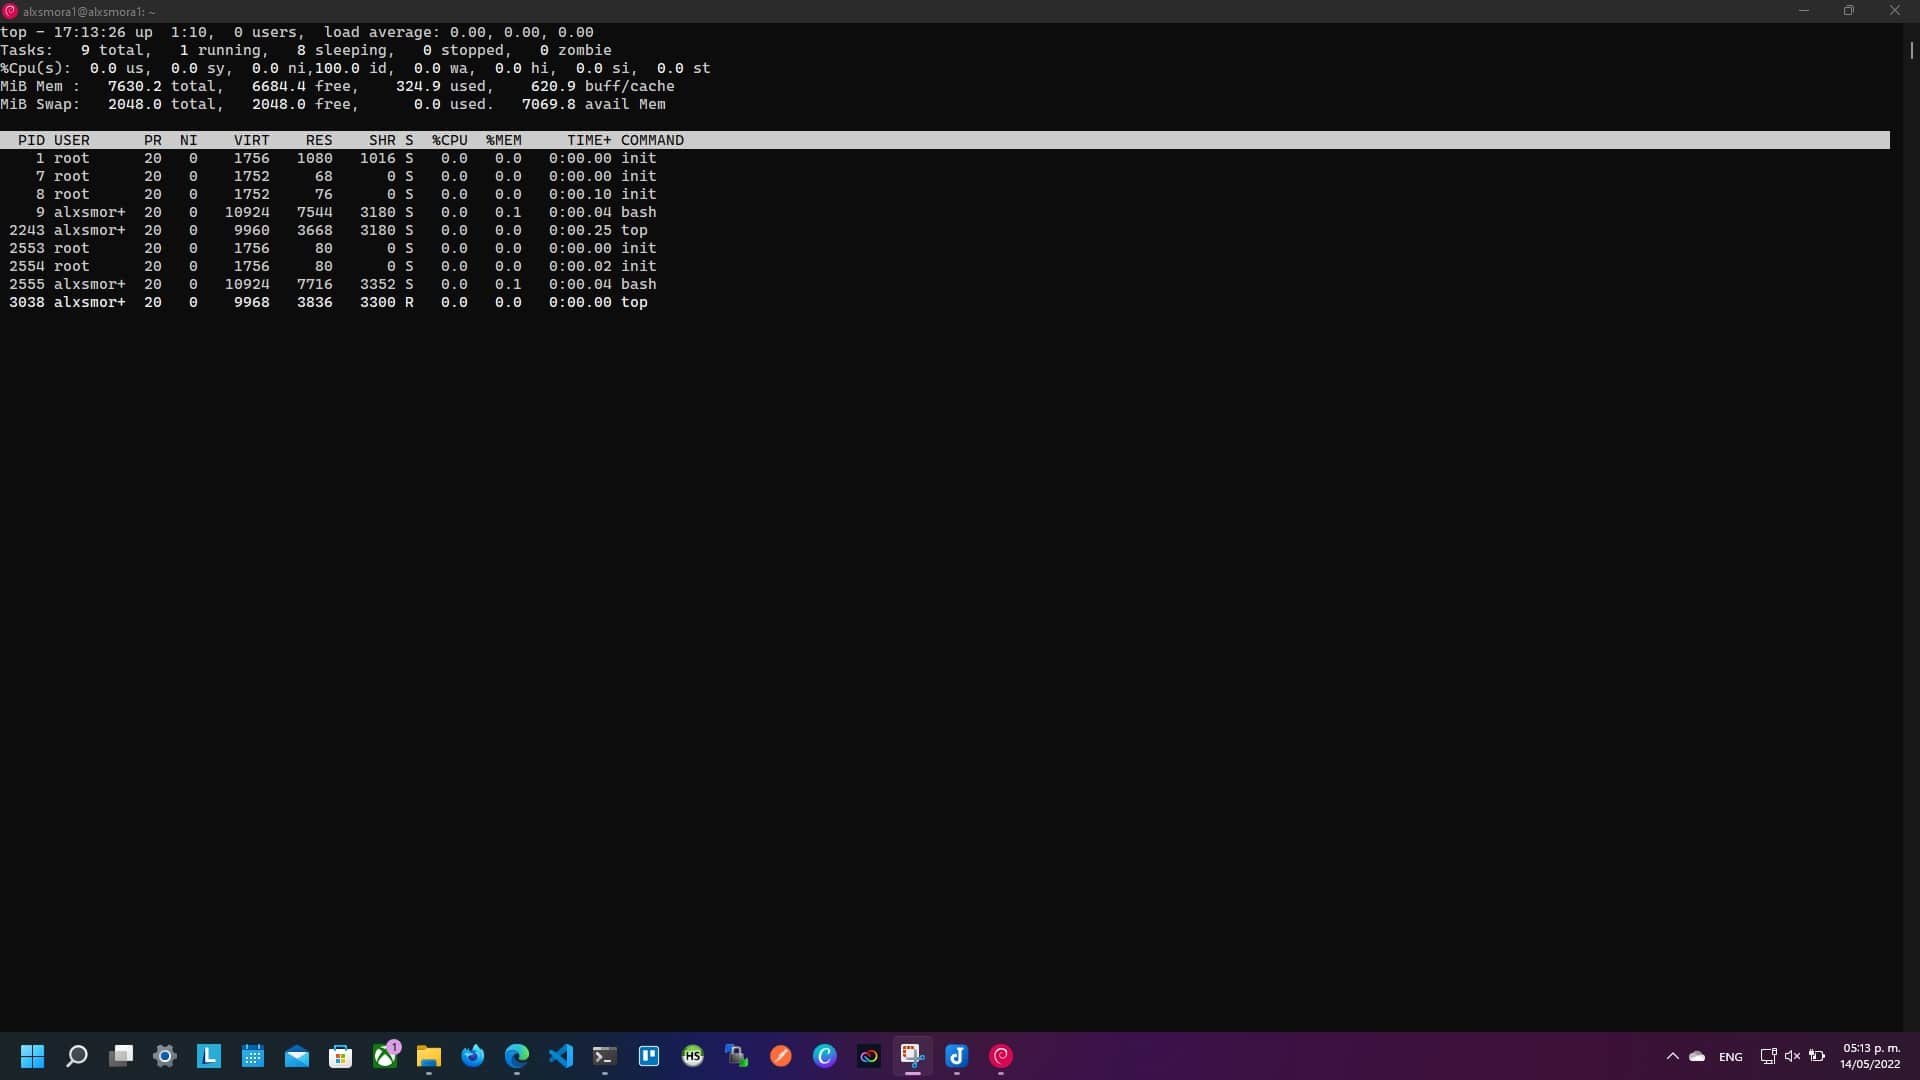 alxsmora1@alxsmora1: ~
top - 17:13:26 up  1:10,  0 users,  load average: 0.00, 0.00, 0.00
Tasks:   9 total,   1 running,   8 sleeping,   0 stopped,   0 zombie
%Cpu(s):  0.0 us,  0.0 sy,  0.0 ni,100.0 id,  0.0 wa,  0.0 hi,  0.0 si,  0.0 st
MiB Mem :   7630.2 total,   6684.4 free,    324.9 used,    620.9 buff/cache
MiB Swap:   2048.0 total,   2048.0 free,      0.0 used.   7069.8 avail Mem
PID USER      PR  NI    VIRT    RES    SHR S  %CPU  %MEM     TIME+ COMMAND
1 root      20   0    1756   1080   1016 S   0.0   0.0   0:00.00 init
7 root      20   0    1752     68      0 S   0.0   0.0   0:00.00 init
8 root      20   0    1752     76      0 S   0.0   0.0   0:00.10 init
9 alxsmor+  20   0   10924   7544   3180 S   0.0   0.1   0:00.04 bash
2243 alxsmor+  20   0    9960   3668   3180 S   0.0   0.0   0:00.25 top
2553 root      20   0    1756     80      0 S   0.0   0.0   0:00.00 init
2554 root      20   0    1756     80      0 S   0.0   0.0   0:00.02 init
2555 alxsmor+  20   0   10924   7716   3352 S   0.0   0.1   0:00.04 bash
3038 alxsmor+  20   0    9968   3836   3300 R   0.0   0.0   0:00.00 top
L
1
HS
C
ENG
05:13 p. m.
14/05/2022